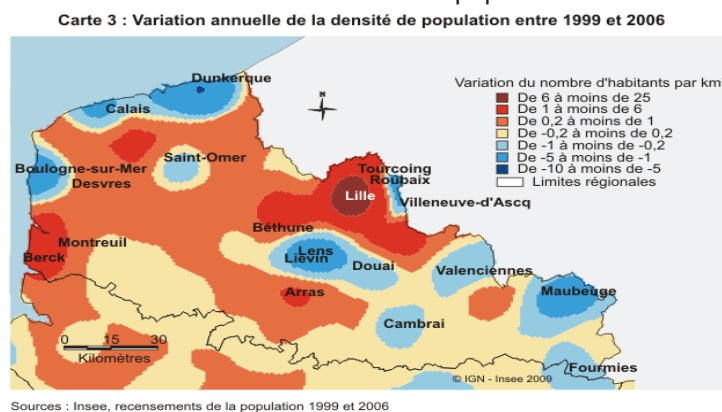 Carte 3 : Variation annuelle de la densité de population entre 1999 et 2006
Dunkerque
Calais
Variation du nombre d'habitants par km²
De 6 à moins de 25
De 1 à moins de 6
De 0,2 à moins de 1
De -0,2 à moins de 0,2
De -1 à moins de -0,2
De -5 à moins de -1
De -10 à moins de -5
Limites régionales
N
Saint-Omer
Boulogne-sur-Mer
Desvres
Tourcoing
Roubaix
Lille
Villeneuve-d'Ascq
Béthune
Montreuil
Berck
Lens
Liévin
Douai
Valenciennes
Arras
Maubeuge
Cambrai
0 15 30
Kilomètres
Fourmies
© IGN - Insee 2009
Sources : Insee, recensements de la population 1999 et 2006